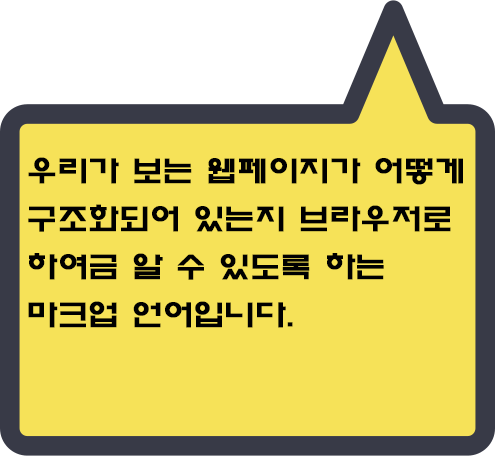 우리가 보는 웹페이지가 어떻게
구조화되어 있는지 브라우저로
하여금 알 수 있도록 하는
마크업 언어입니다.